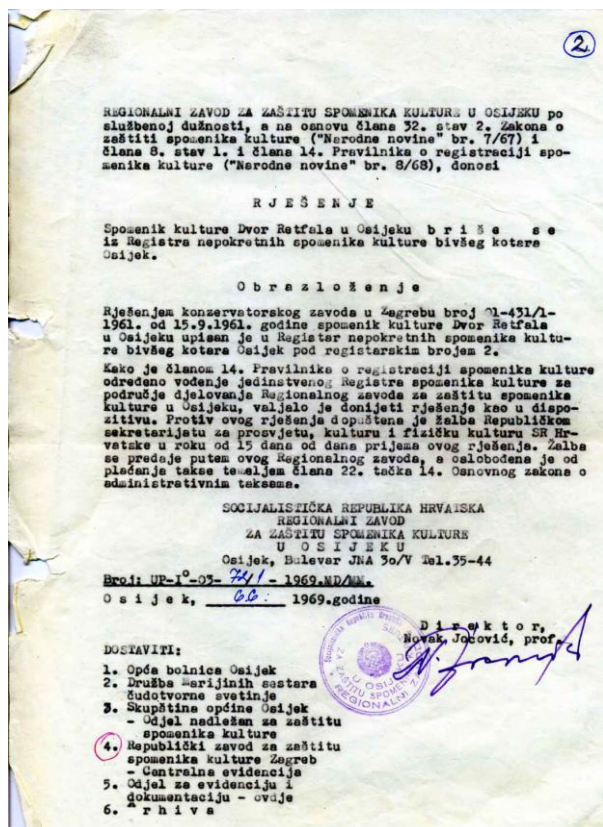 2
REGIONALNI ZAVOD ZA ZAŠTITU SPOMENIKA KULTURE U OSIJEKU po
službenoj dužnosti, a na osnovu člana 32. stav 2. Zakona o
zaštiti spomenika kulture ("Narodne novine" br. 7/67) i
člana 8. stav 1. i člana 14. Pravilnika o registraciji spo-
menika kulture ("Narodne novine" br. 8/68), donosi
R J E Š E N J E
Spomenik kulture Dvor Retfala u Osijeku b r i š e s e
iz Registra nepokretnih spomenika kulture bivšeg kotara
Osijek.
O b r a z l o ž e n j e
Rješenjem konzervatorskog zavoda u Zagrebu broj 01-431/1-
1961. od 15.9.1961. godine spomenik kulture Dvor Retfala
u Osijeku upisan je u Registar nepokretnih spomenika kultu-
re bivšeg kotara Osijek pod registarskim brojem 2.
Kako je članom 14. Pravilnika o registraciji spomenika kulture
određeno vođenje jedinstvenog Registra spomenika kulture za
područje djelovanja Regionalnog zavoda za zaštitu spomenika
kulture u Osijeku, valjalo je donijeti rješenje kao u dispo-
zitivu. Protiv ovog rješenja dopuštena je žalba Republičkom
sekretarijatu za prosvjetu, kulturu i fizičku kulturu SR Hr-
vatske u roku od 15 dana od dana prijema ovog rješenja. Žalba
se predaje putem ovog Regionalnog zavoda, a oslobođena je od
plaćanja takse temeljem člana 22. tačka 14. Osnovnog zakona o
administrativnim taksama.
SOCIJALISTIČKA REPUBLIKA HRVATSKA
REGIONALNI ZAVOD
ZA ZAŠTITU SPOMENIKA KULTURE
U O S I J E K U
Osijek, Bulevar JNA 30/V Tel.35-44
Broj: UP-I°-03- - 1969.MD/MM.
O s i j e k, 6.6. 1969.godine
D i r e k t o r,
Novak Jocović, prof.
DOSTAVITI:
1. Opća bolnica Osijek
2. Družba Marijinih sestara
čudotvorne svetinje
3. Skupština općine Osijek
- Odjel nadležan za zaštitu
spomenika kulture
4. Republički zavod za zaštitu
spomenika kulture Zagreb
- Centralna evidencija
5. Odjel za evidenciju i
dokumentaciju - ovdje
6. A r h i v a